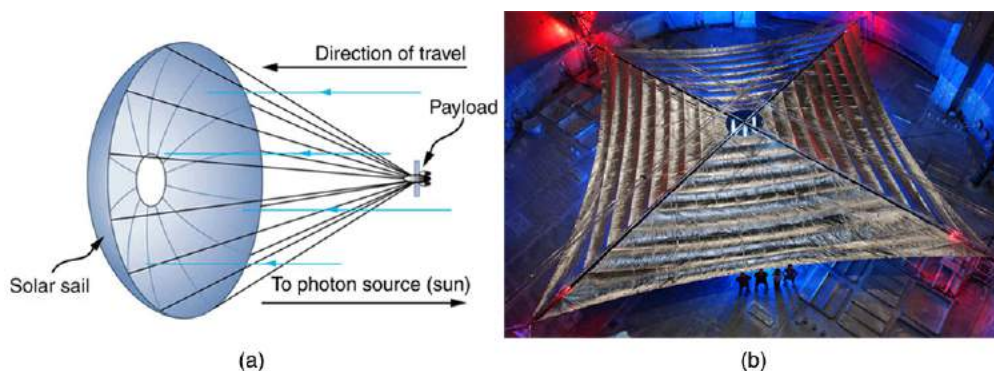 Direction of travel
Payload
Solar sail
To photon source (sun)
(a)
(b)